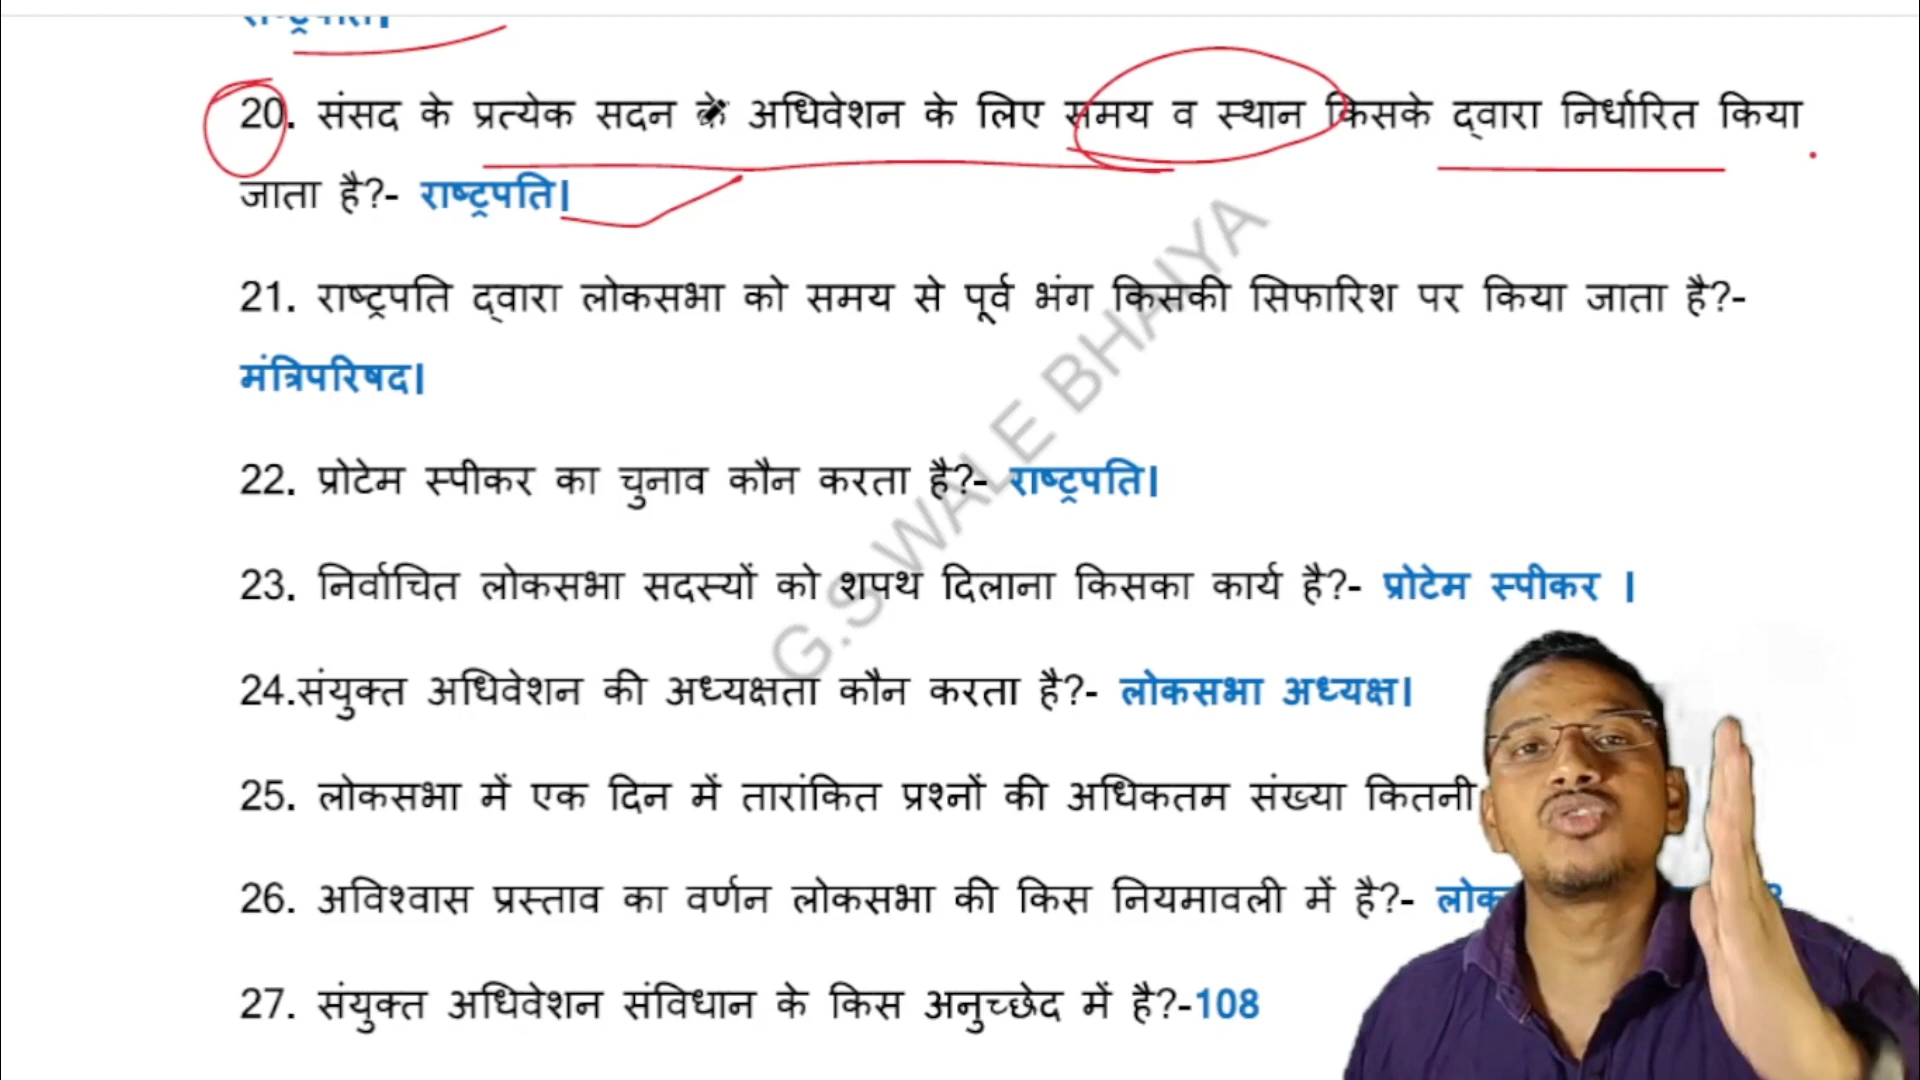 राष्ट्रपति।
20. संसद के प्रत्येक सदन के अधिवेशन के लिए समय व स्थान किसके द्वारा निर्धारित किया
जाता है?- राष्ट्रपति।
21. राष्ट्रपति द्वारा लोकसभा को समय से पूर्व भंग किसकी सिफारिश पर किया जाता है?-
मंत्रिपरिषद।
22. प्रोटेम स्पीकर का चुनाव कौन करता है?- राष्ट्रपति।
23. निर्वाचित लोकसभा सदस्यों को शपथ दिलाना किसका कार्य है?- प्रोटेम स्पीकर ।
24.संयुक्त अधिवेशन की अध्यक्षता कौन करता है?- लोकसभा अध्यक्ष।
25. लोकसभा में एक दिन में तारांकित प्रश्नों की अधिकतम संख्या कितनी
26. अविश्वास प्रस्ताव का वर्णन लोकसभा की किस नियमावली में है?-
27. संयुक्त अधिवेशन संविधान के किस अनुच्छेद में है?-108
G.S WALE BHAIYA